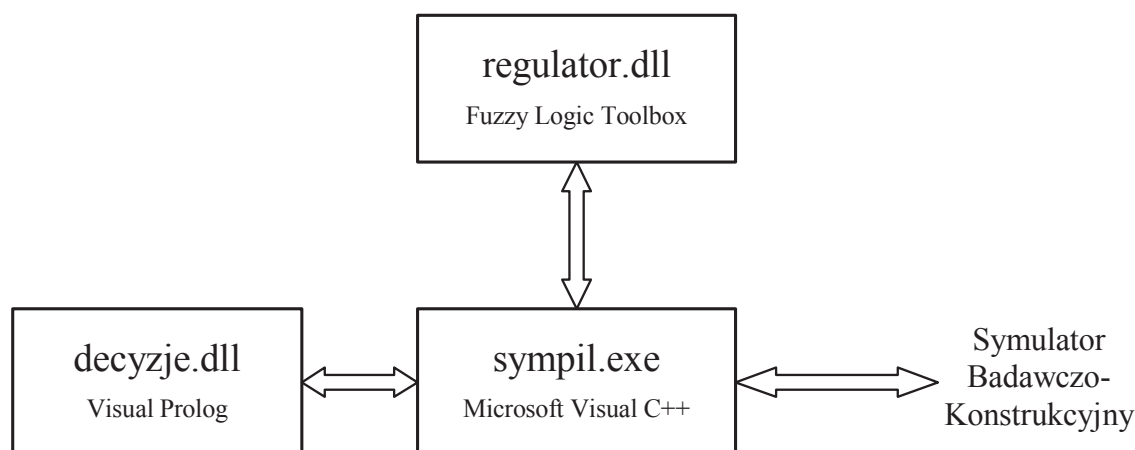 regulator.dll
Fuzzy Logic Toolbox
decyzje.dll
Visual Prolog
sympil.exe
Microsoft Visual C++
Symulator
Badawczo-
Konstrukcyjny